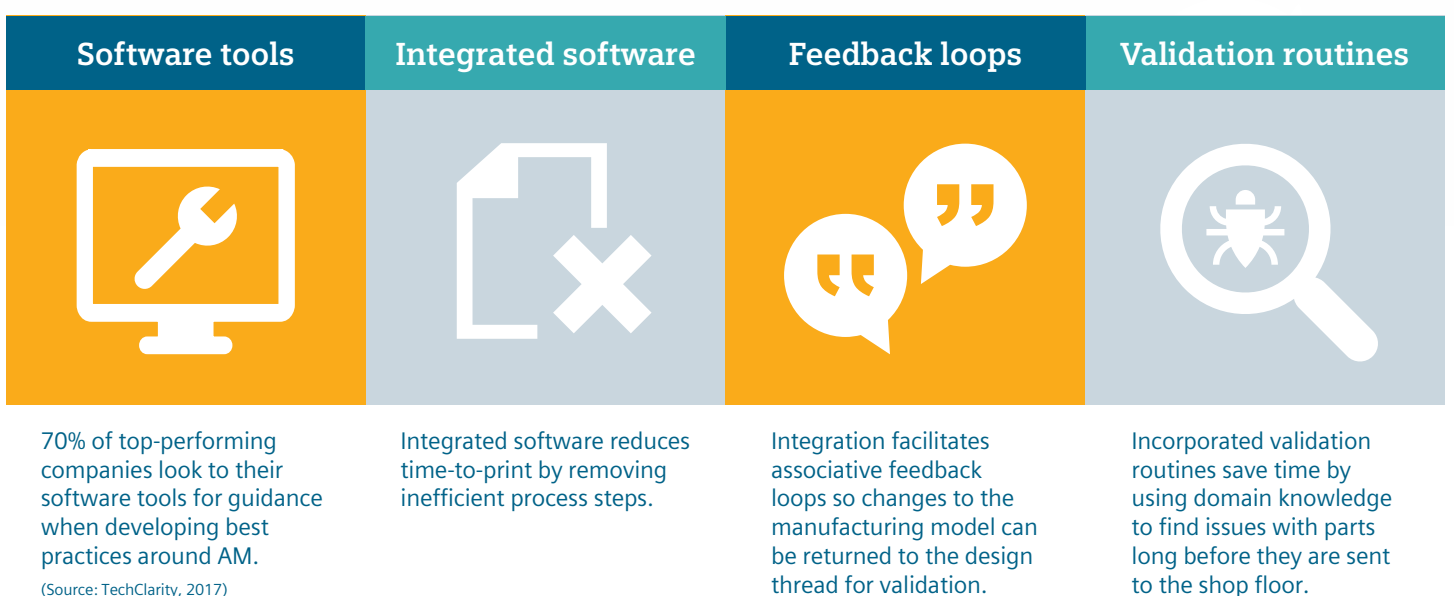 Software tools
Integrated software
Feedback loops
Validation routines
70% of top-performing
companies look to their
software tools for guidance
when developing best
practices around AM.
(Source: TechClarity, 2017)
Integrated software reduces
time-to-print by removing
inefficient process steps.
Integration facilitates
associative feedback
loops so changes to the
manufacturing model can
be returned to the design
thread for validation.
Incorporated validation
routines save time by
using domain knowledge
to find issues with parts
long before they are sent
to the shop floor.